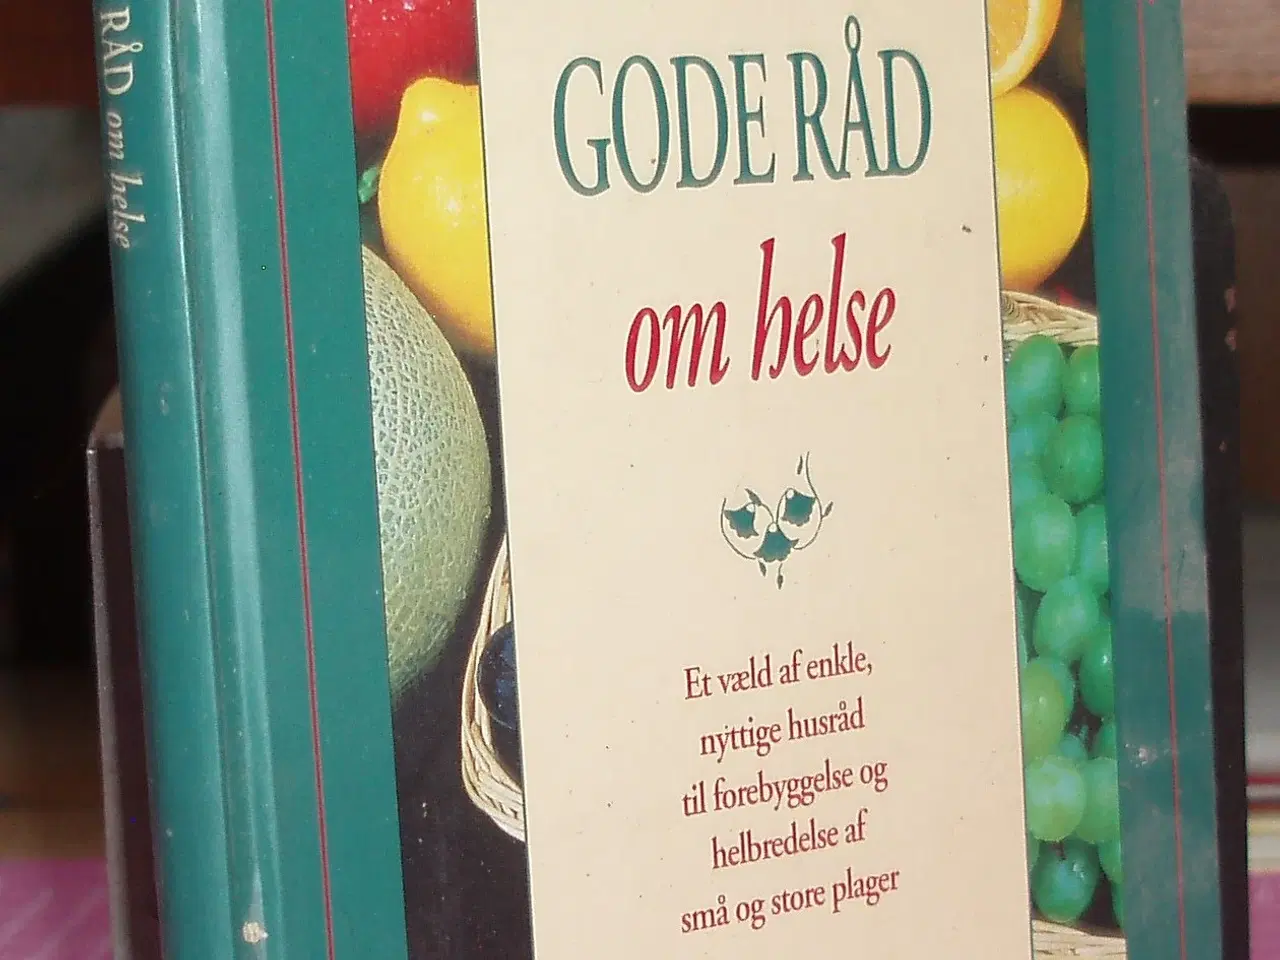 RÅD om helse
GODE RÅD
om helse
Et væld af enkle,
nyttige husråd
til forebyggelse og
helbredelse af
små og store plager